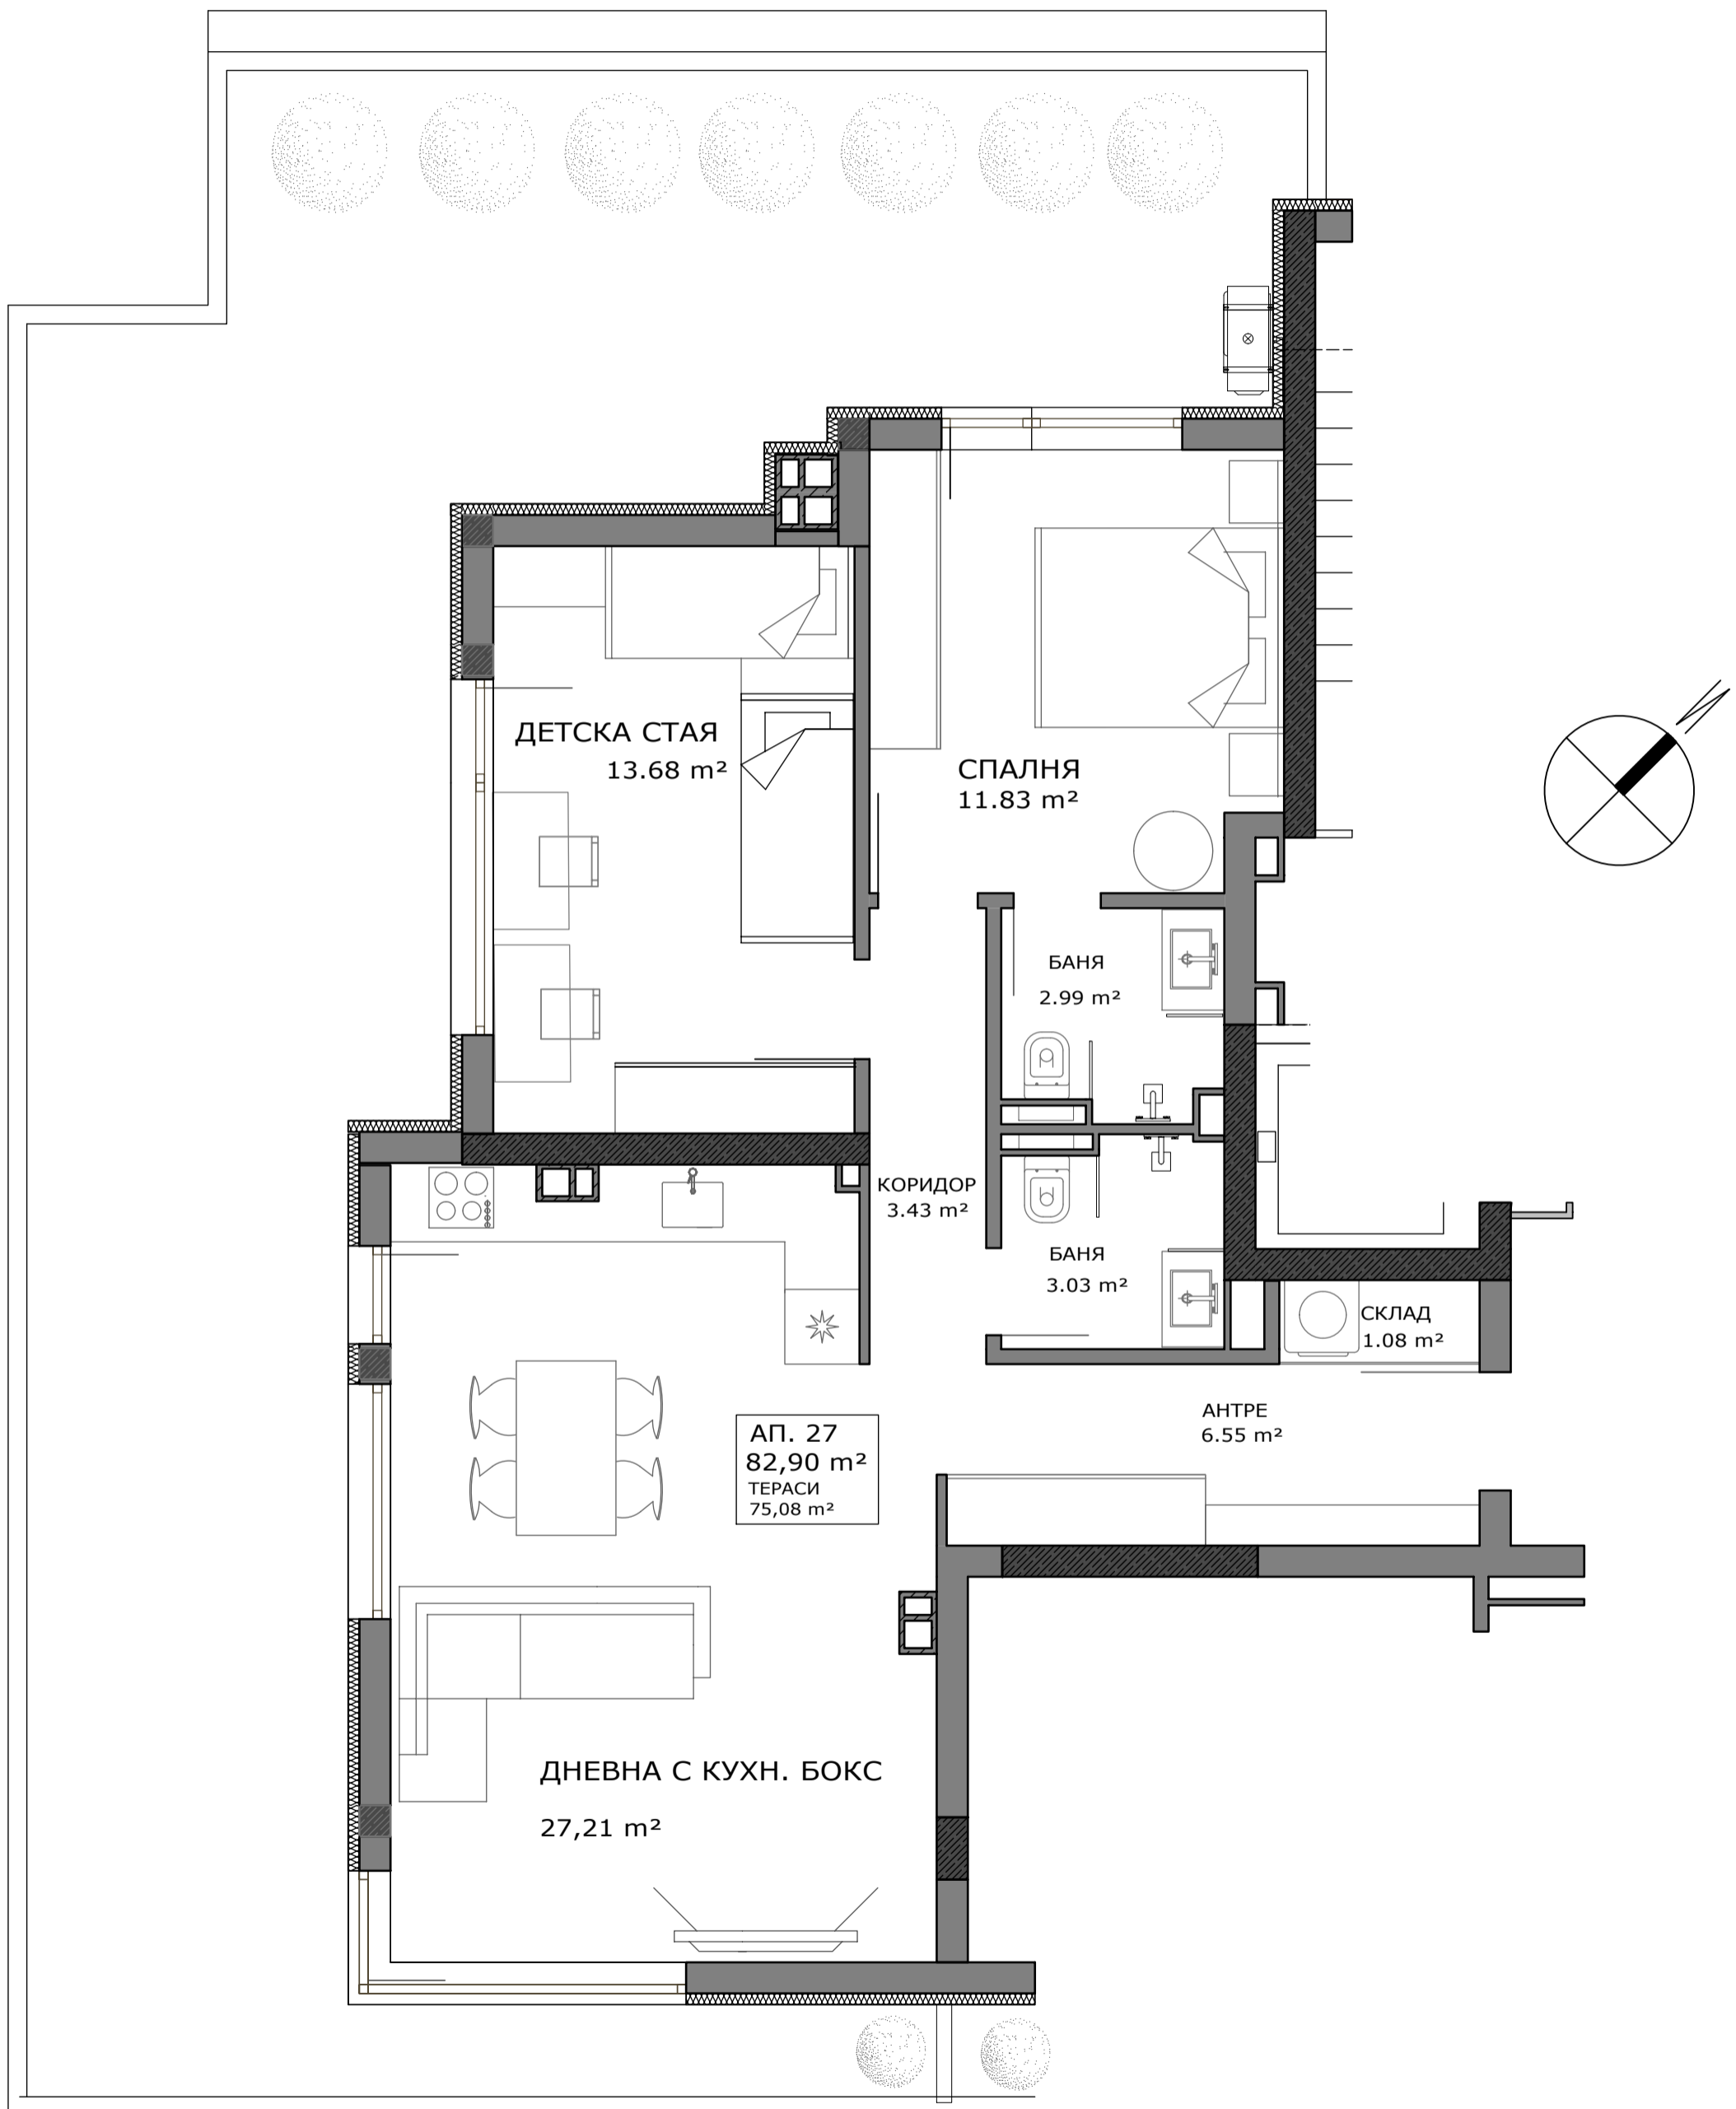 ДЕТСКА СТАЯ
13.68 m²
СПАЛНЯ
11.83 m²
БАНЯ
2.99 m²
КОРИДОР
3.43 m²
БАНЯ
3.03 m²
СКЛАД
1.08 m²
АНТРЕ
6.55 m²
АП. 27
82,90 m²
ТЕРАСИ
75,08 m²
ДНЕВНА С КУХН. БОКС
27,21 m²